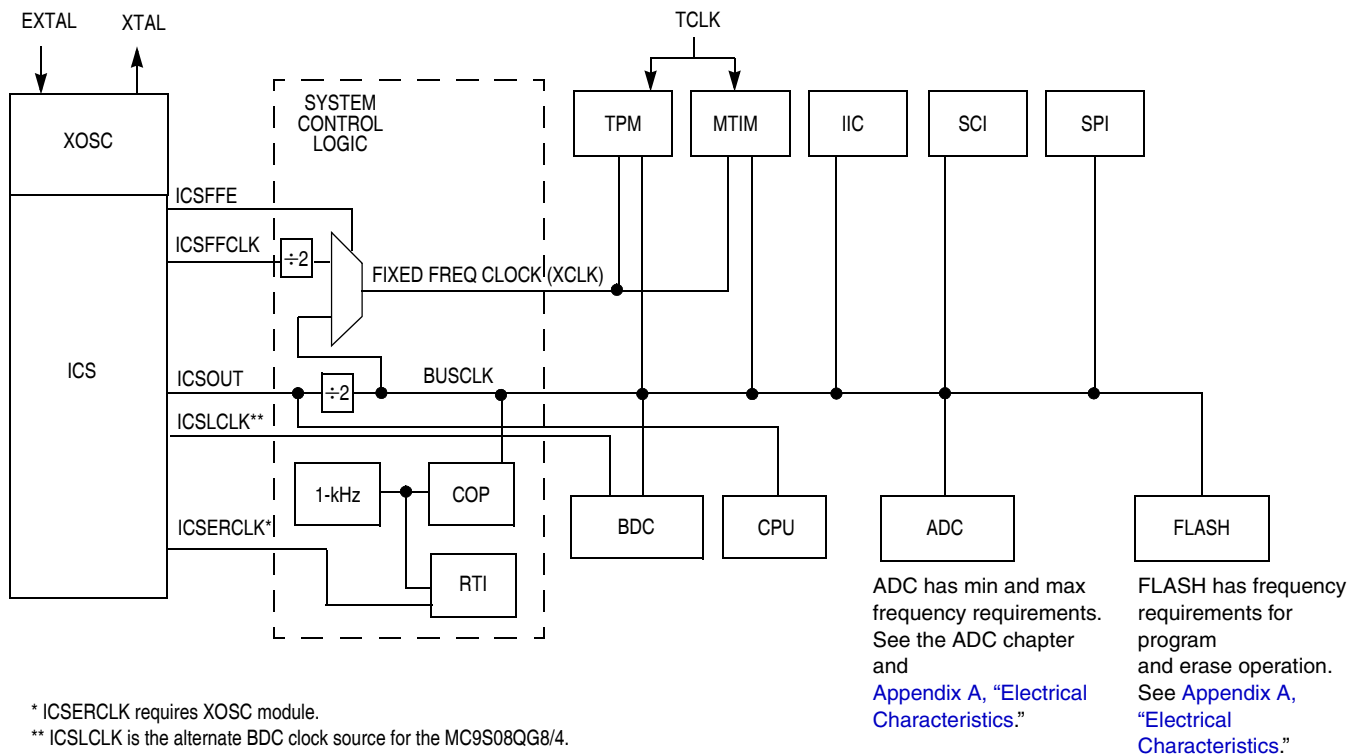 EXTAL
XTAL
TCLK
SYSTEM
CONTROL
LOGIC
XOSC
TPM
MTIM
IIC
SCI
SPI
ICSFFE
ICSFFCLK
÷2
FIXED FREQ CLOCK (XCLK)
ICS
ICSOUT
÷2
BUSCLK
ICSLCLK**
1-kHz
COP
BDC
CPU
ADC
FLASH
ICSERCLK*
RTI
ADC has min and max
frequency requirements.
See the ADC chapter
and
Appendix A, “Electrical
Characteristics.”
FLASH has frequency
requirements for
program
and erase operation.
See Appendix A,
“Electrical
Characteristics.”
* ICSERCLK requires XOSC module.
** ICSLCLK is the alternate BDC clock source for the MC9S08QG8/4.